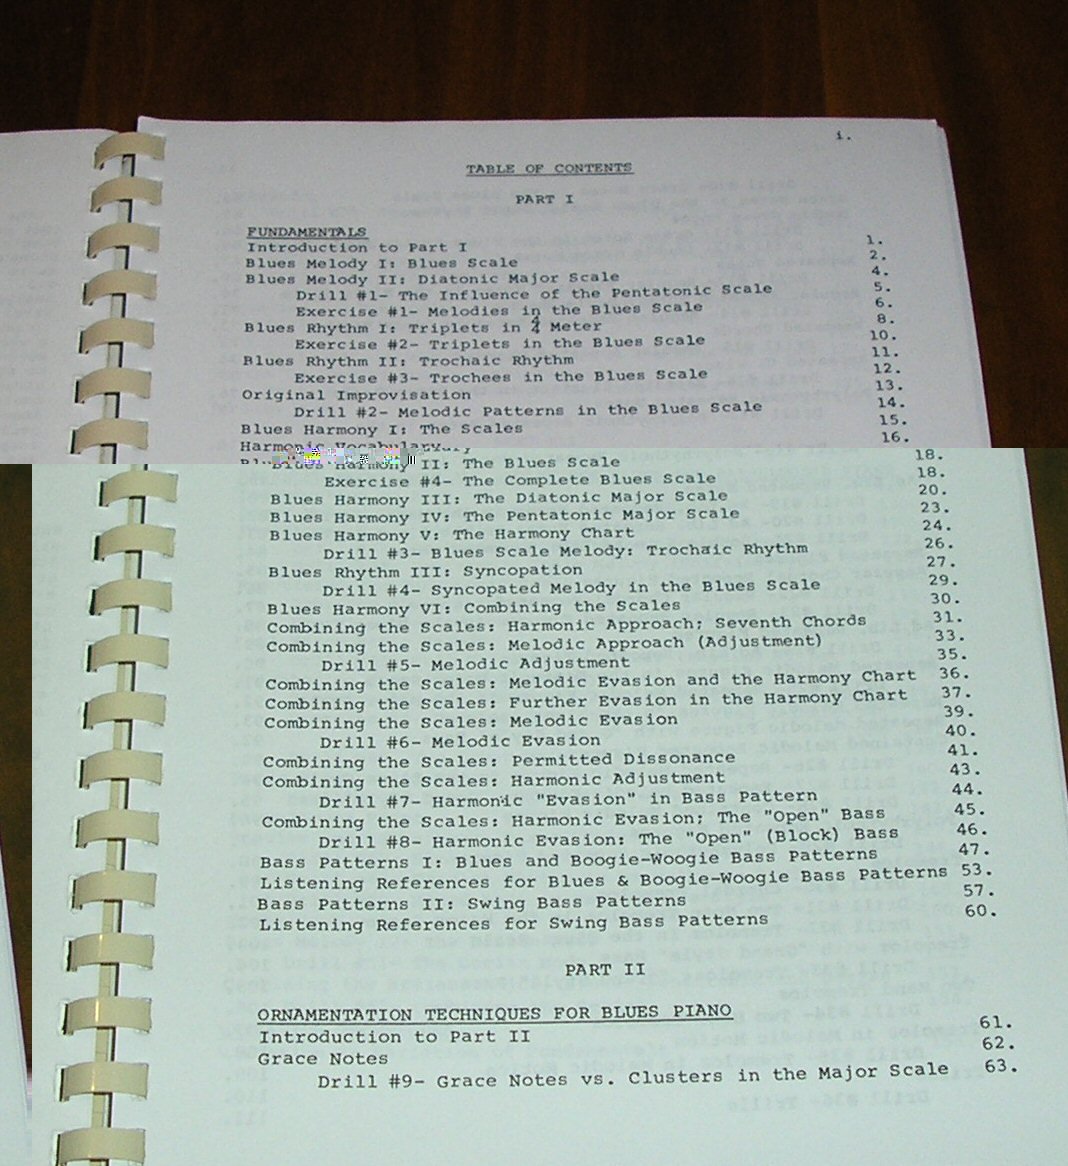 i.
TABLE OF CONTENTS
PART I
FUNDAMENTALS
Introduction to Part I 1.
Blues Melody I: Blues Scale 2.
Blues Melody II: Diatonic Major Scale 4.
Drill #1- The Influence of the Pentatonic Scale 5.
Exercise #1- Melodies in the Blues Scale 6.
Blues Rhythm I: Triplets in 4/4 Meter 8.
Exercise #2- Triplets in the Blues Scale 10.
Blues Rhythm II: Trochaic Rhythm 11.
Exercise #3- Trochees in the Blues Scale 12.
Original Improvisation 13.
Drill #2- Melodic Patterns in the Blues Scale 14.
Blues Harmony I: The Scales 15.
Harmonic Vocabulary 16.
Blues Harmony II: The Blues Scale 18.
Exercise #4- The Complete Blues Scale 18.
Blues Harmony III: The Diatonic Major Scale 20.
Blues Harmony IV: The Pentatonic Major Scale 23.
Blues Harmony V: The Harmony Chart 24.
Drill #3- Blues Scale Melody: Trochaic Rhythm 26.
Blues Rhythm III: Syncopation 27.
Drill #4- Syncopated Melody in the Blues Scale 29.
Blues Harmony VI: Combining the Scales 30.
Combining the Scales: Harmonic Approach; Seventh Chords 31.
Combining the Scales: Melodic Approach (Adjustment) 33.
Drill #5- Melodic Adjustment 35.
Combining the Scales: Melodic Evasion and the Harmony Chart 36.
Combining the Scales: Further Evasion in the Harmony Chart 37.
Combining the Scales: Melodic Evasion 39.
Drill #6- Melodic Evasion 40.
Combining the Scales: Permitted Dissonance 41.
Combining the Scales: Harmonic Adjustment 43.
Drill #7- Harmonic "Evasion" in Bass Pattern 44.
Combining the Scales: Harmonic Evasion; The "Open" Bass 45.
Drill #8- Harmonic Evasion: The "Open" (Block) Bass 46.
Bass Patterns I: Blues and Boogie-Woogie Bass Patterns 47.
Listening References for Blues & Boogie-Woogie Bass Patterns 53.
Bass Patterns II: Swing Bass Patterns 57.
Listening References for Swing Bass Patterns 60.
PART II
ORNAMENTATION TECHNIQUES FOR BLUES PIANO
Introduction to Part II 61.
Grace Notes 62.
Drill #9- Grace Notes vs. Clusters in the Major Scale 63.